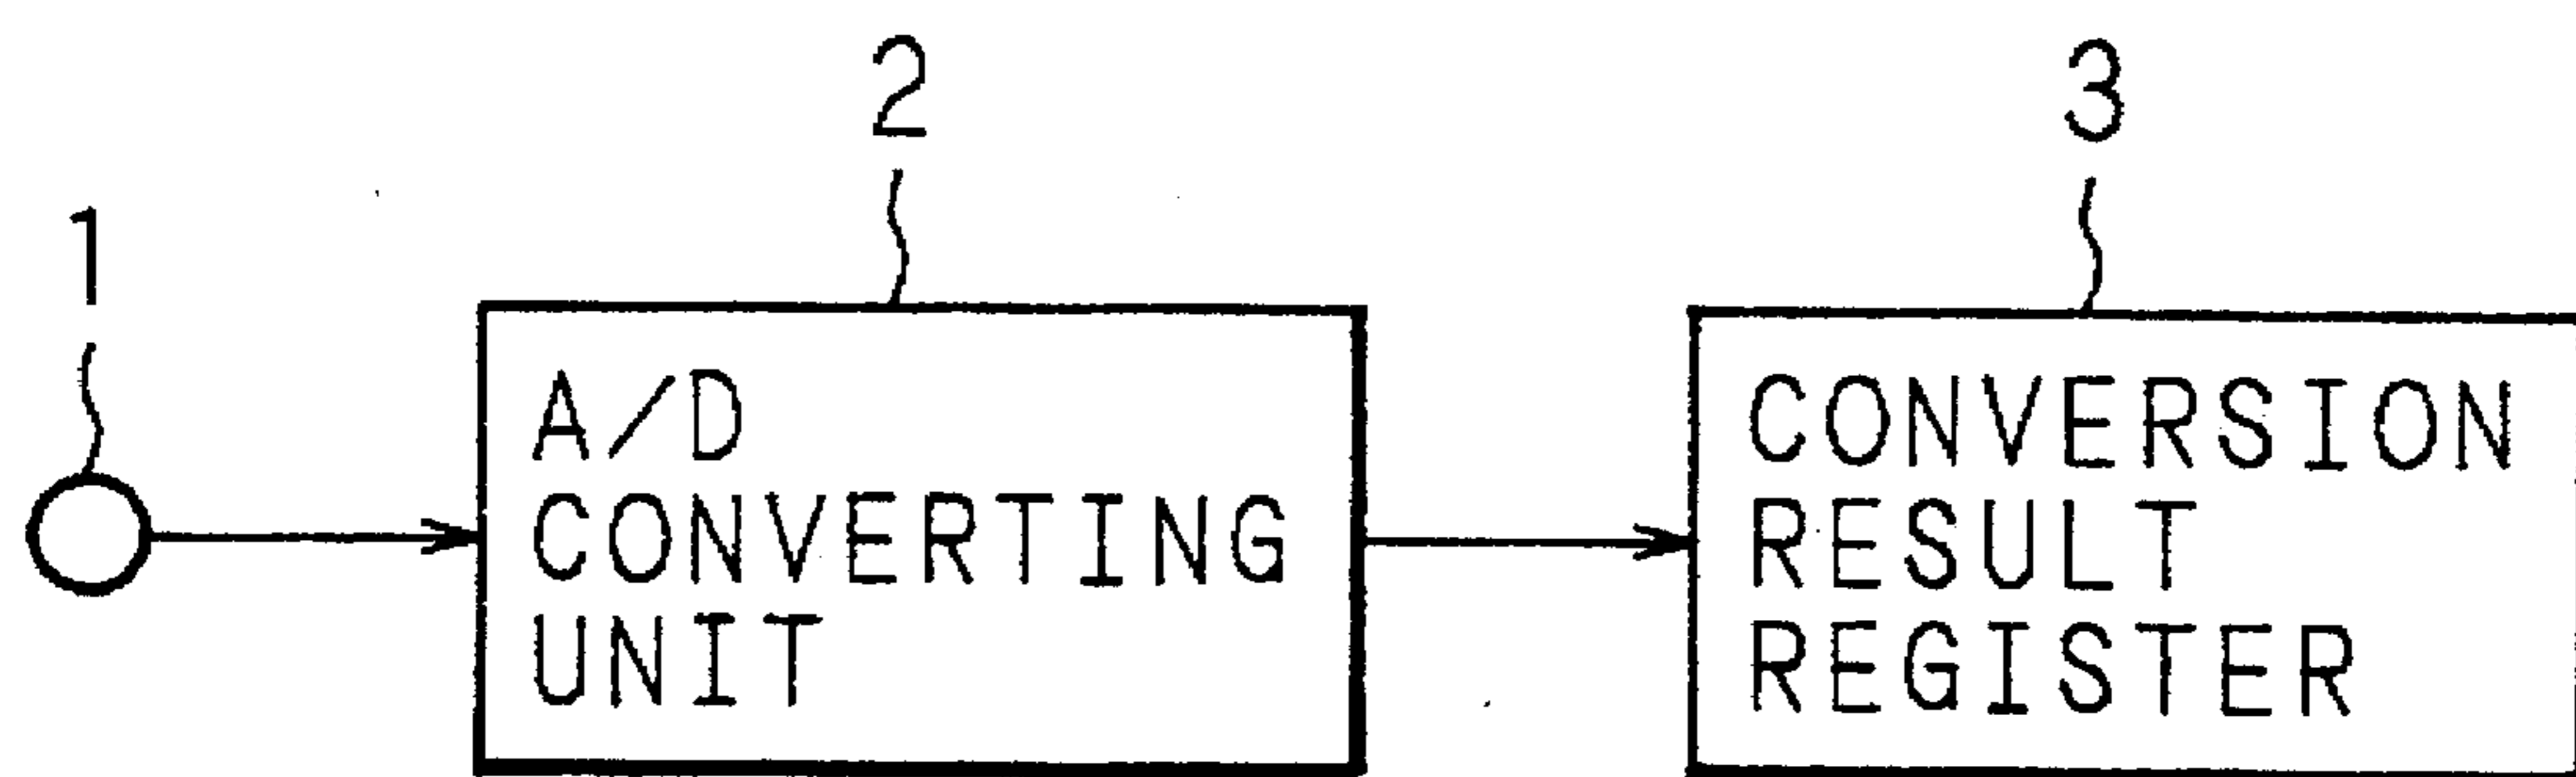 1
2
3
A/D
CONVERTING
UNIT
CONVERSION
RESULT
REGISTER